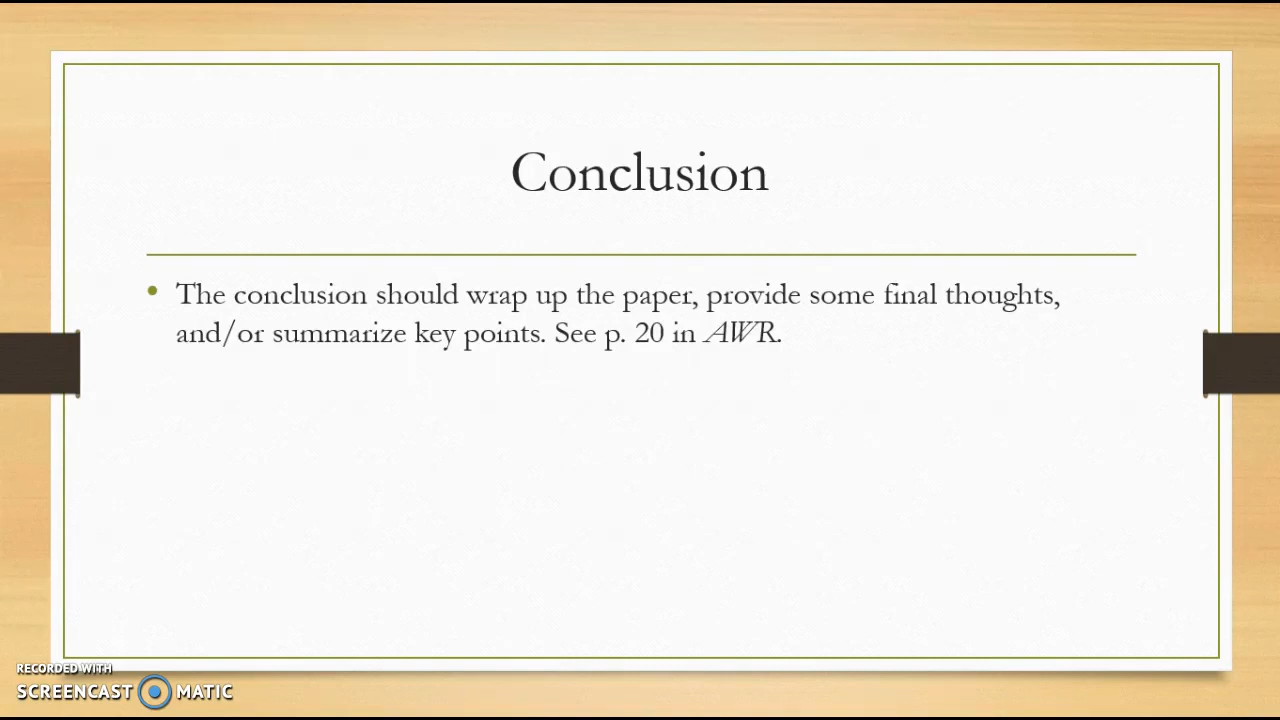 Conclusion
• The conclusion should wrap up the paper, provide some final thoughts,
and/or summarize key points. See p. 20 in AWR.
RECORDED WITH
SCREENCAST MATIC